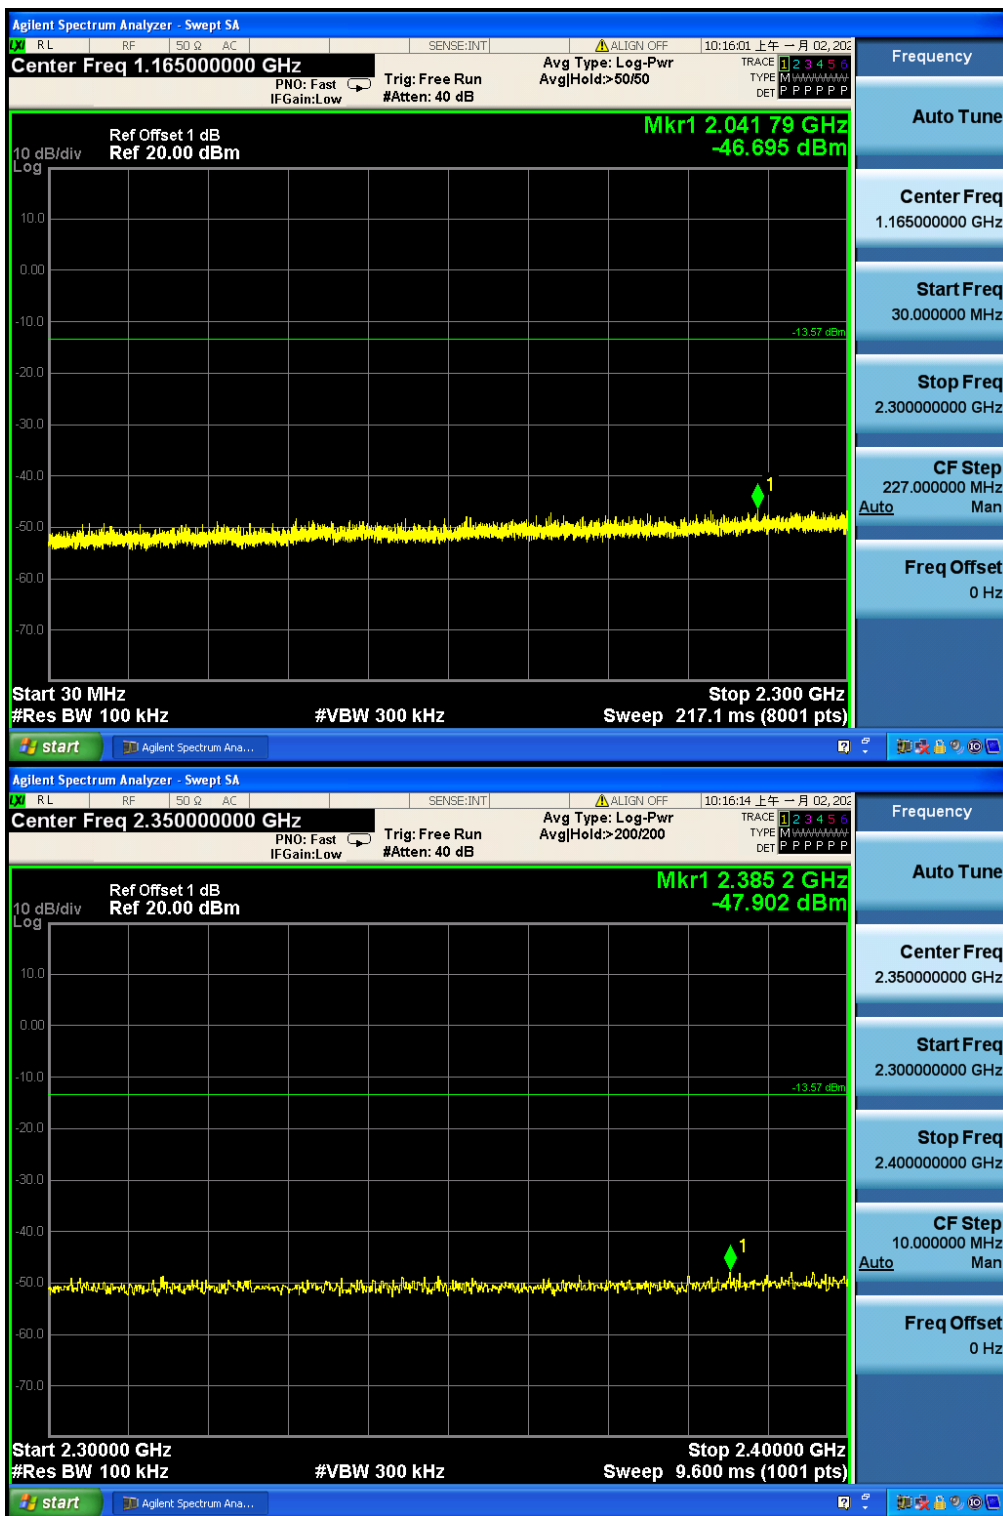 Agilent Spectrum Analyzer - Swept SA
LXI RL RF 50 Ω AC SENSE:INT ALIGN OFF 10:16:01 上午 一月 02, 202
Center Freq 1.165000000 GHz
PNO: Fast
IFGain:Low
Trig: Free Run
#Atten: 40 dB
Avg Type: Log-Pwr
Avg|Hold:>50/50
TRACE 1 2 3 4 5 6
TYPE M
DET P P P P P P
Ref Offset 1 dB
Ref 20.00 dBm
10 dB/div
Log
Mkr1 2.041 79 GHz
-46.695 dBm
10.0
0.00
-10.0
-13.57 dBm
-20.0
-30.0
-40.0
1
-50.0
-60.0
-70.0
Start 30 MHz
Stop 2.300 GHz
#Res BW 100 kHz
#VBW 300 kHz
Sweep 217.1 ms (8001 pts)
Frequency
Auto Tune
Center Freq
1.165000000 GHz
Start Freq
30.000000 MHz
Stop Freq
2.300000000 GHz
CF Step
227.000000 MHz
Auto Man
Freq Offset
0 Hz
start
Agilent Spectrum Ana...
Agilent Spectrum Analyzer - Swept SA
LXI RL RF 50 Ω AC SENSE:INT ALIGN OFF 10:16:14 上午 一月 02, 202
Center Freq 2.350000000 GHz
PNO: Fast
IFGain:Low
Trig: Free Run
#Atten: 40 dB
Avg Type: Log-Pwr
Avg|Hold:>200/200
TRACE 1 2 3 4 5 6
TYPE M
DET P P P P P P
Ref Offset 1 dB
Ref 20.00 dBm
10 dB/div
Log
Mkr1 2.385 2 GHz
-47.902 dBm
10.0
0.00
-10.0
-13.57 dBm
-20.0
-30.0
-40.0
1
-50.0
-60.0
-70.0
Start 2.30000 GHz
Stop 2.40000 GHz
#Res BW 100 kHz
#VBW 300 kHz
Sweep 9.600 ms (1001 pts)
Frequency
Auto Tune
Center Freq
2.350000000 GHz
Start Freq
2.300000000 GHz
Stop Freq
2.400000000 GHz
CF Step
10.000000 MHz
Auto Man
Freq Offset
0 Hz
start
Agilent Spectrum Ana...